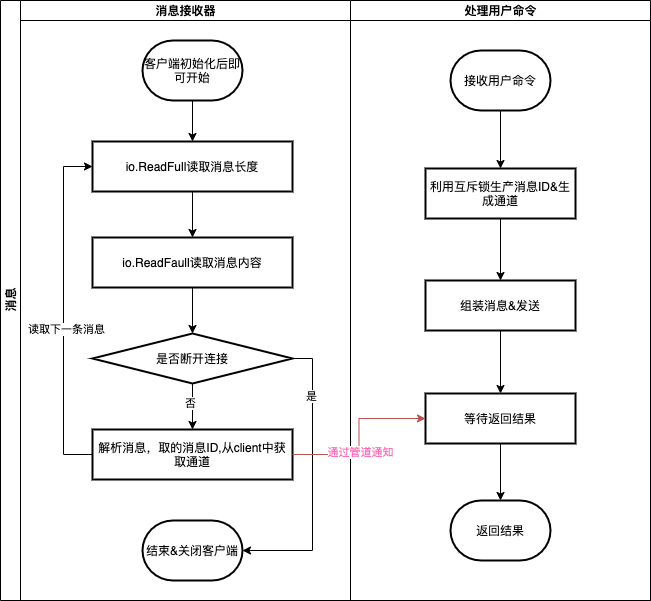 消息接收器
处理用户命令
消息
客户端初始化后即
可开始
io.ReadFull读取消息长度
io.ReadFaull读取消息内容
读取下一条消息
是否断开连接
否
是
解析消息，取的消息ID,从client中获
取通道
通过管道通知
结束&关闭客户端
接收用户命令
利用互斥锁生产消息ID&生
成通道
组装消息&发送
等待返回结果
返回结果